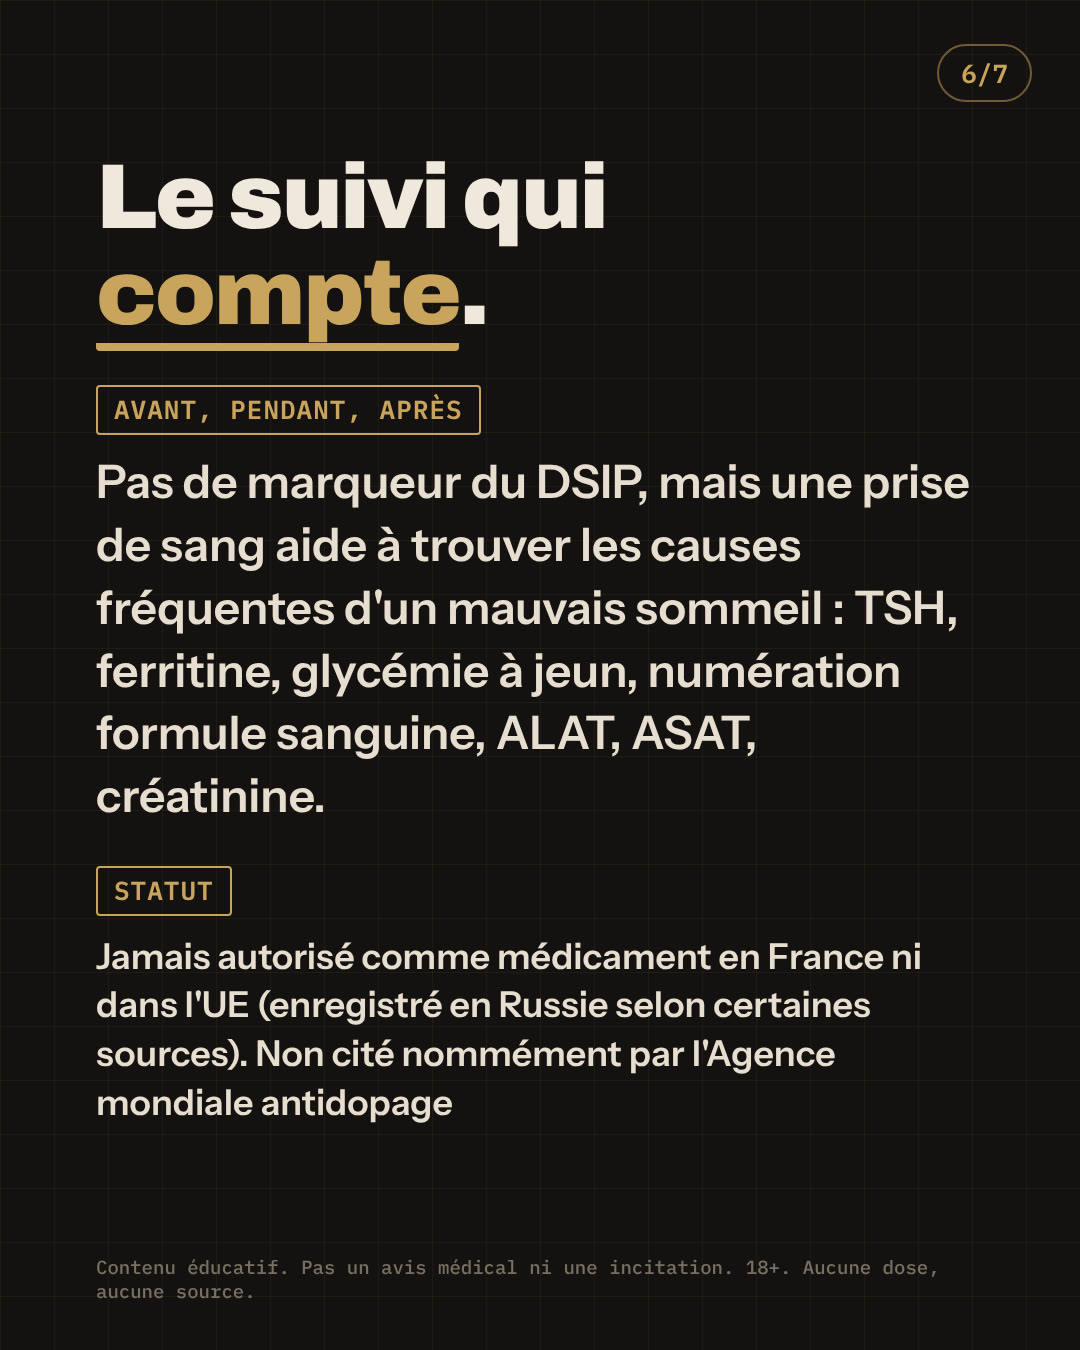 6/7
Le suivi qui
compte.
AVANT, PENDANT, APRÈS
Pas de marqueur du DSIP, mais une prise
de sang aide à trouver les causes
fréquentes d'un mauvais sommeil : TSH,
ferritine, glycémie à jeun, numération
formule sanguine, ALAT, ASAT,
créatinine.
STATUT
Jamais autorisé comme médicament en France ni
dans l'UE (enregistré en Russie selon certaines
sources). Non cité nommément par l'Agence
mondiale antidopage
Contenu éducatif. Pas un avis médical ni une incitation. 18+. Aucune dose,
aucune source.